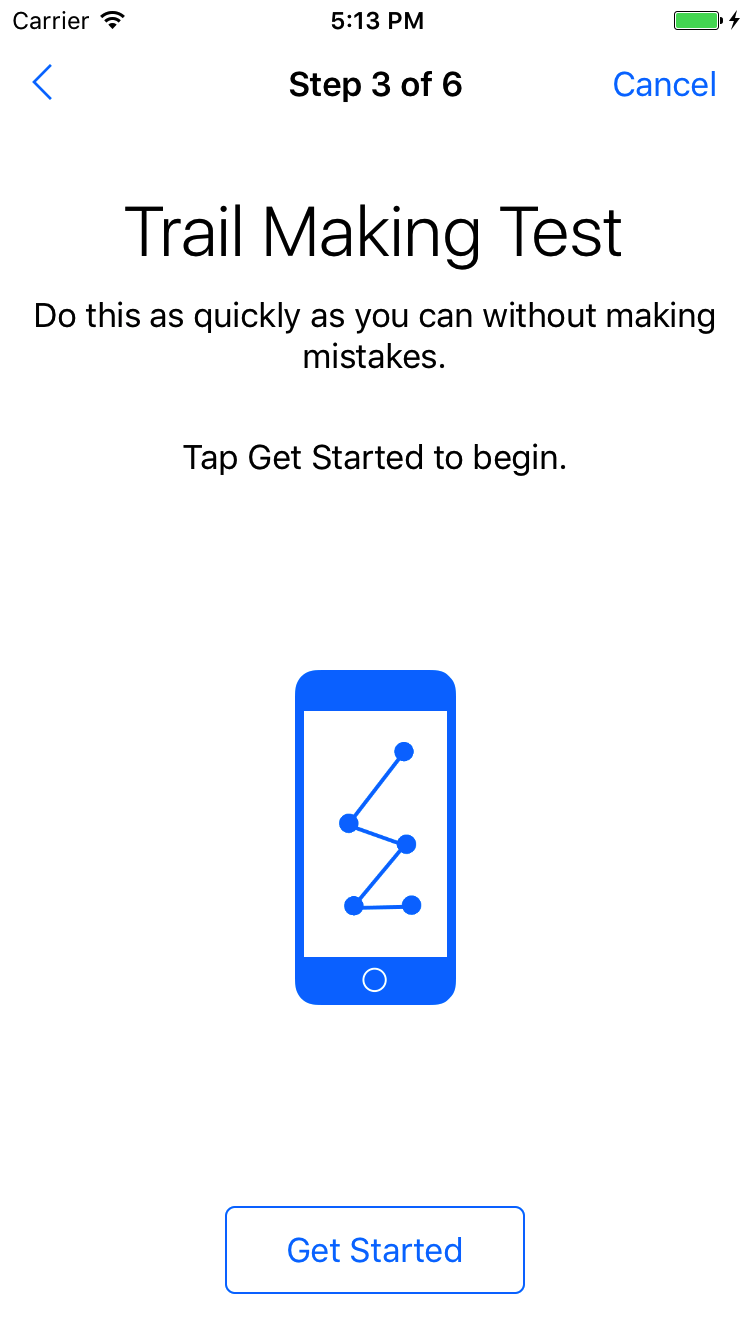 Carrier 5:13 PM
Step 3 of 6 Cancel
Trail Making Test
Do this as quickly as you can without making
mistakes.
Tap Get Started to begin.
Get Started